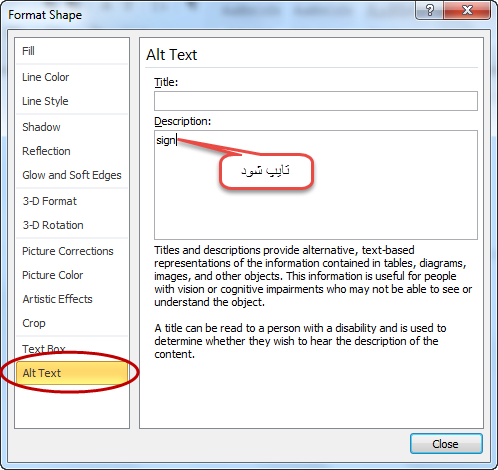 Format Shape
Fill
Line Color
Line Style
Shadow
Reflection
Glow and Soft Edges
3-D Format
3-D Rotation
Picture Corrections
Picture Color
Artistic Effects
Crop
Text Box
Alt Text
Alt Text
Title:
Description:
sign
تایپ شود
Titles and descriptions provide alternative, text-based
representations of the information contained in tables, diagrams,
images, and other objects. This information is useful for people
with vision or cognitive impairments who may not be able to see or
understand the object.
A title can be read to a person with a disability and is used to
determine whether they wish to hear the description of the
content.
Close